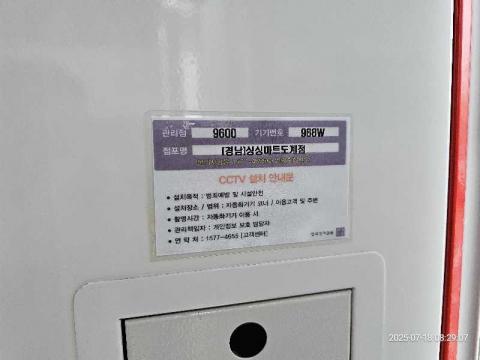 관리점 9600 기기번호 968W
점포명 [경남]싱싱마트도계점
CCTV 설치 안내문
• 설치목적 : 범죄예방 및 시설안전
• 설치장소 / 범위 : 자동화기기 코너 / 이용고객 및 주변
• 촬영시간 : 자동화기기 이용 시
• 관리책임자 : 개인정보 보호 담당자
• 연 락 처 : 1577-4655 [고객센터]
2025-07-18 08:29:07